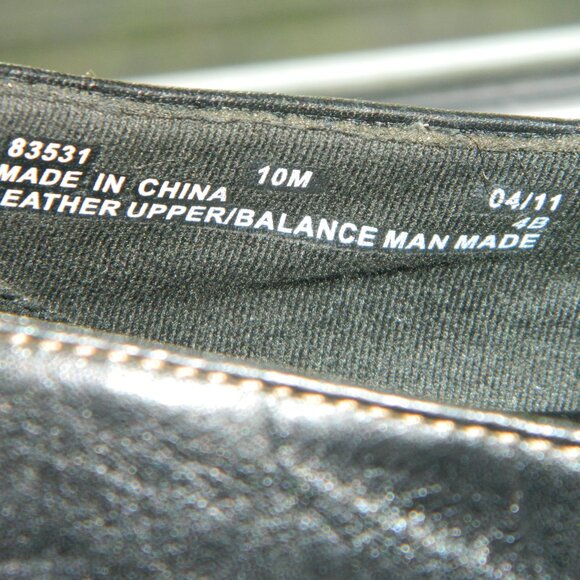 83531 10M 04/11
MADE IN CHINA 4B
EATHER UPPER/BALANCE MAN MADE